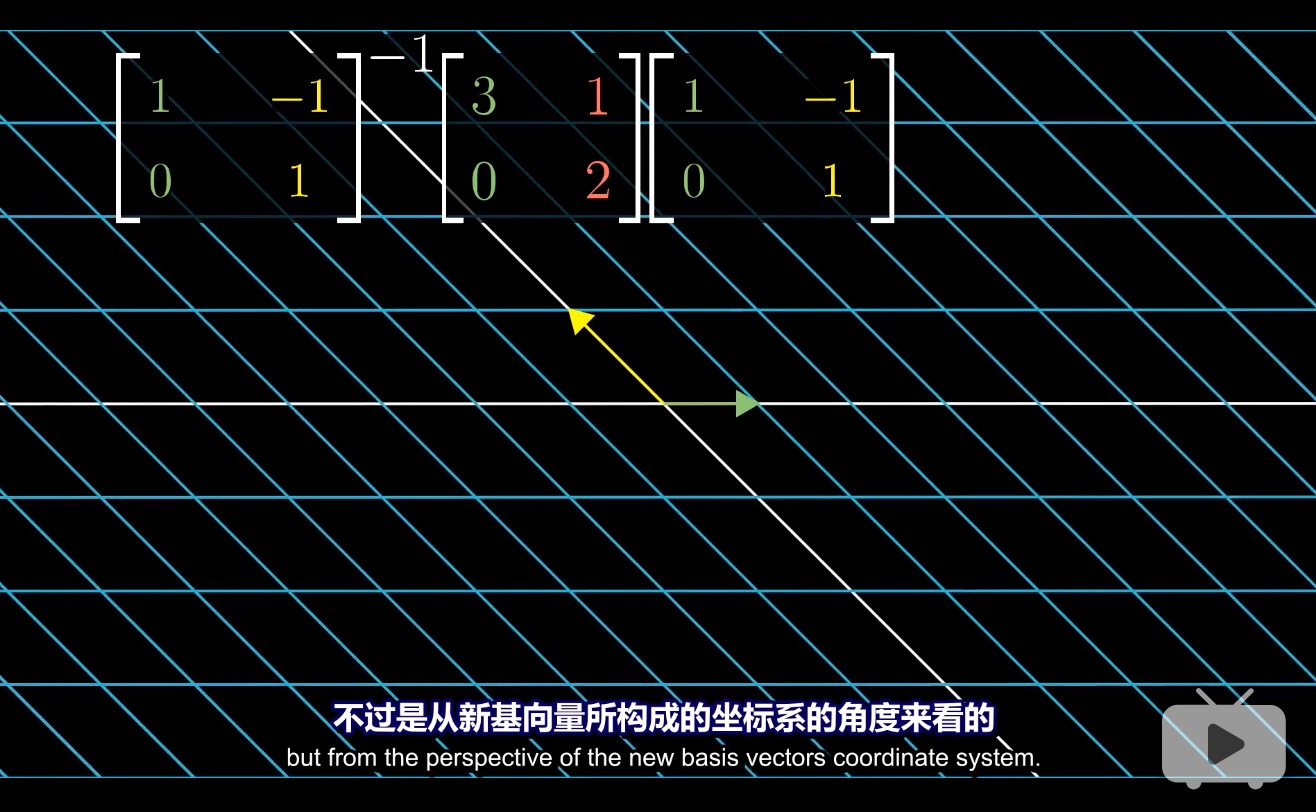 [1 −1
0 1]−1 [3 1
0 2] [1 −1
0 1]
不过是从新基向量所构成的坐标系的角度来看的
but from the perspective of the new basis vectors coordinate system.